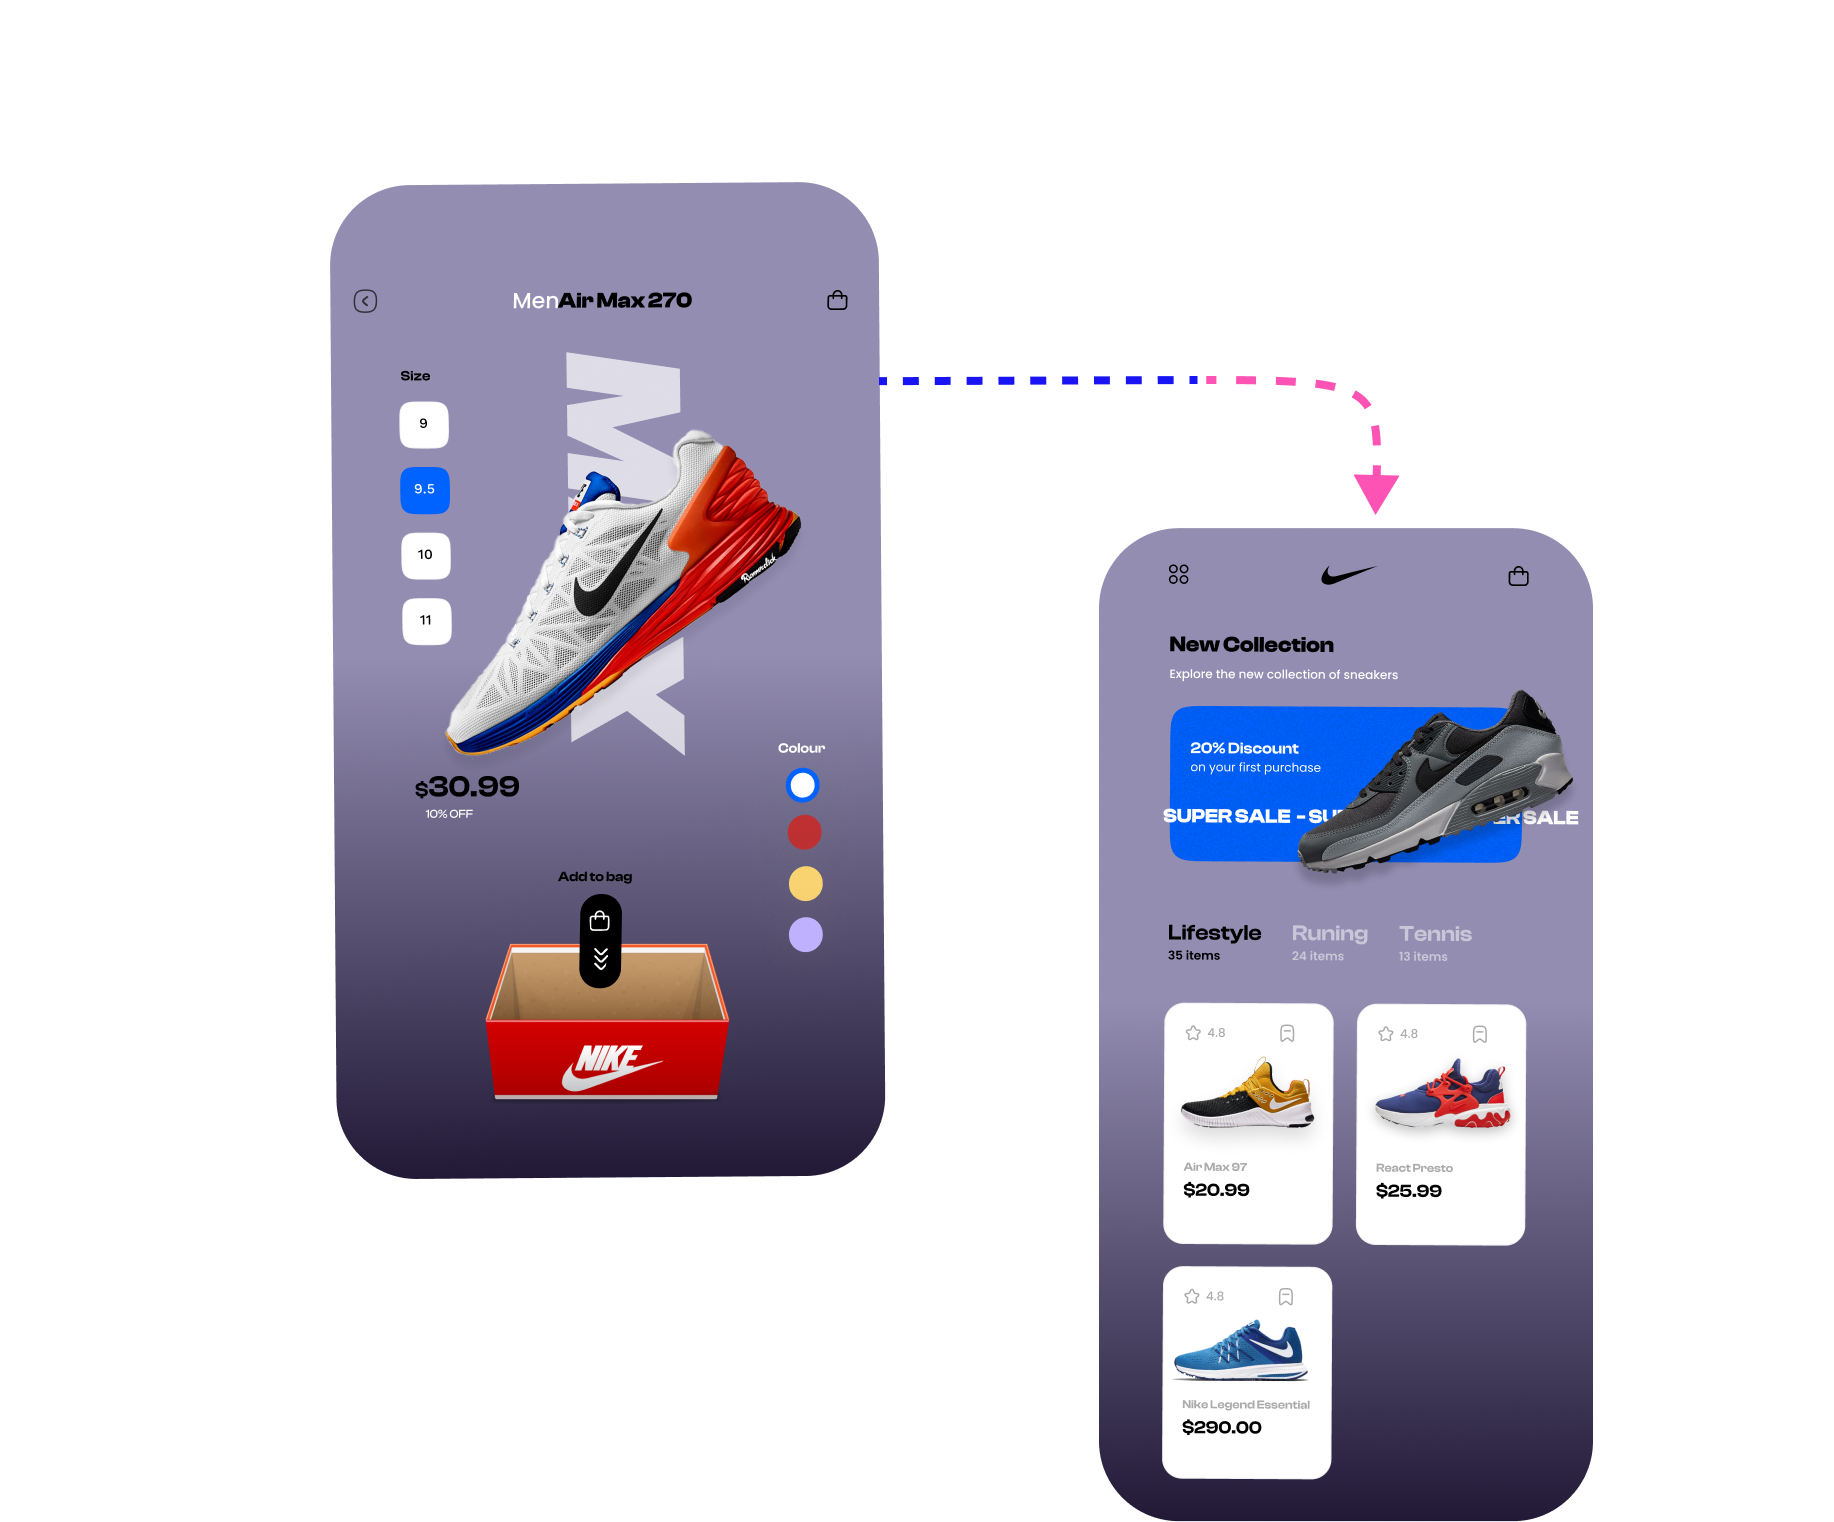 MenAir Max 270
Size
9
9.5
10
11
MAX
Romerclick
Colour
$30.99
10% OFF
Add to bag
NIKE
New Collection
Explore the new collection of sneakers
20% Discount
on your first purchase
SUPER SALE - SUP ER SALE
Lifestyle Runing Tennis
35 items 24 items 13 items
4.8
Air Max 97
$20.99
4.8
React Presto
$25.99
4.8
Nike Legend Essential
$290.00